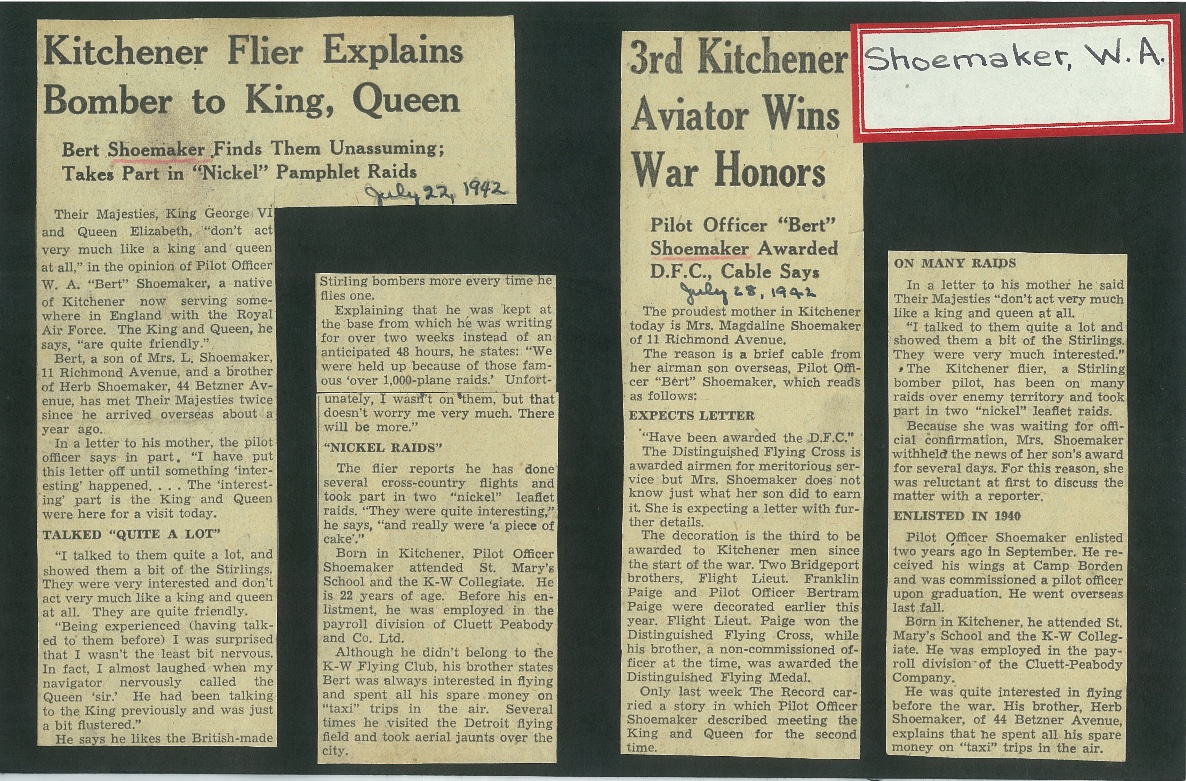 Kitchener Flier Explains
Bomber to King, Queen
Bert Shoemaker Finds Them Unassuming;
Takes Part in "Nickel" Pamphlet Raids
July 22, 1942
Their Majesties, King George VI
and Queen Elizabeth, "don't act
very much like a king and queen
at all," in the opinion of Pilot Officer
W. A. "Bert" Shoemaker, a native
of Kitchener now serving some-
where in England with the Royal
Air Force. The King and Queen, he
says, "are quite friendly."
Bert, a son of Mrs. L. Shoemaker,
11 Richmond Avenue, and a brother
of Herb Shoemaker, 44 Betzner Av-
enue, has met Their Majesties twice
since he arrived overseas about a
year ago.
In a letter to his mother, the pilot
officer says in part, "I have put
this letter off until something 'inter-
esting' happened. . . . The 'interest-
ing' part is the King and Queen
were here for a visit today.
TALKED "QUITE A LOT"
"I talked to them quite a lot, and
showed them a bit of the Stirlings.
They were very interested and don't
act very much like a king and queen
at all. They are quite friendly.
"Being experienced (having talk-
ed to them before) I was surprised
that I wasn't the least bit nervous.
In fact, I almost laughed when my
navigator nervously called the
Queen 'sir.' He had been talking
to the King previously and was just
a bit flustered."
He says he likes the British-made
Stirling bombers more every time he
flies one.
Explaining that he was kept at
the base from which he was writing
for over two weeks instead of an
anticipated 48 hours, he states: "We
were held up because of those fam-
ous 'over 1,000-plane raids.' Unfort-
unately, I wasn't on them, but that
doesn't worry me very much. There
will be more."
"NICKEL RAIDS"
The flier reports he has done
several cross-country flights and
took part in two "nickel" leaflet
raids. "They were quite interesting,"
he says, "and really were 'a piece of
cake'."
Born in Kitchener, Pilot Officer
Shoemaker attended St. Mary's
School and the K-W Collegiate. He
is 22 years of age. Before his en-
listment, he was employed in the
payroll division of Cluett Peabody
and Co. Ltd.
Although he didn't belong to the
K-W Flying Club, his brother states
Bert was always interested in flying
and spent all his spare money on
"taxi" trips in the air. Several
times he visited the Detroit flying
field and took aerial jaunts over the
city.
3rd Kitchener
Aviator Wins
War Honors
Pilot Officer "Bert"
Shoemaker Awarded
D.F.C., Cable Says
July 28, 1942
The proudest mother in Kitchener
today is Mrs. Magdaline Shoemaker
of 11 Richmond Avenue.
The reason is a brief cable from
her airman son overseas, Pilot Offi-
cer "Bert" Shoemaker, which reads
as follows:
EXPECTS LETTER
"Have been awarded the D.F.C."
The Distinguished Flying Cross is
awarded airmen for meritorious ser-
vice but Mrs. Shoemaker does not
know just what her son did to earn
it. She is expecting a letter with fur-
ther details.
The decoration is the third to be
awarded to Kitchener men since
the start of the war. Two Bridgeport
brothers, Flight Lieut. Franklin
Paige and Pilot Officer Bertram
Paige were decorated earlier this
year. Flight Lieut. Paige won the
Distinguished Flying Cross, while
his brother, a non-commissioned of-
ficer at the time, was awarded the
Distinguished Flying Medal.
Only last week The Record car-
ried a story in which Pilot Officer
Shoemaker described meeting the
King and Queen for the second
time.
Shoemaker, W. A.
ON MANY RAIDS
In a letter to his mother he said
Their Majesties "don't act very much
like a king and queen at all.
"I talked to them quite a lot and
showed them a bit of the Stirlings.
They were very much interested."
The Kitchener flier, a Stirling
bomber pilot, has been on many
raids over enemy territory and took
part in two "nickel" leaflet raids.
Because she was waiting for offi-
cial confirmation, Mrs. Shoemaker
withheld the news of her son's award
for several days. For this reason, she
was reluctant at first to discuss the
matter with a reporter.
ENLISTED IN 1940
Pilot Officer Shoemaker enlisted
two years ago in September. He re-
ceived his wings at Camp Borden
and was commissioned a pilot officer
upon graduation. He went overseas
last fall.
Born in Kitchener, he attended St.
Mary's School and the K-W Colleg-
iate. He was employed in the pay-
roll division of the Cluett-Peabody
Company.
He was quite interested in flying
before the war. His brother, Herb
Shoemaker, of 44 Betzner Avenue,
explains that he spent all his spare
money on "taxi" trips in the air.